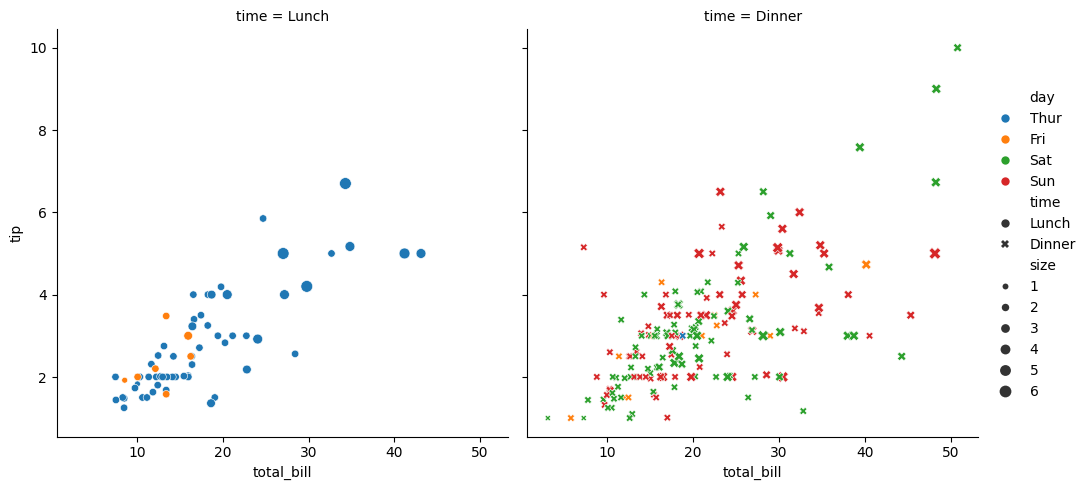 time = Lunch
time = Dinner
tip
10
8
6
4
2
10 20 30 40 50
total_bill
10 20 30 40 50
total_bill
day
Thur
Fri
Sat
Sun
time
Lunch
Dinner
size
1
2
3
4
5
6